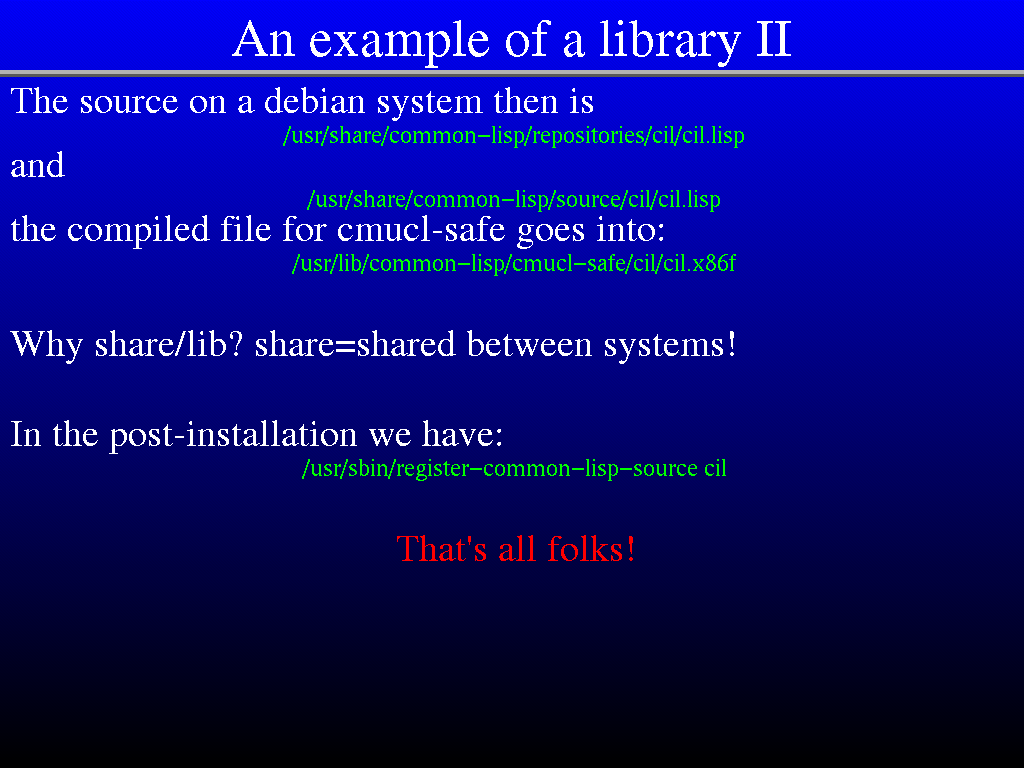 An example of a library II
The source on a debian system then is
/usr/share/common−lisp/repositories/cil/cil.lisp
and
/usr/share/common−lisp/source/cil/cil.lisp
the compiled file for cmucl-safe goes into:
/usr/lib/common−lisp/cmucl−safe/cil/cil.x86f
Why share/lib? share=shared between systems!
In the post-installation we have:
/usr/sbin/register−common−lisp−source cil
That's all folks!